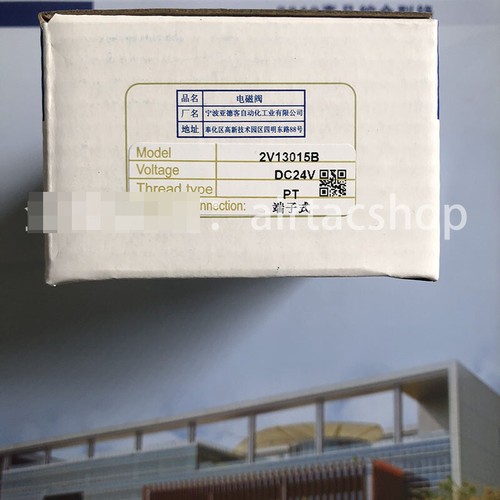 品名 电磁阀
厂名 宁波亚德客自动化工业有限公司
地址 奉化区高新技术园区四明东路88号
Model 2V13015B
Voltage DC24V
Thread type PT
nnection: 端子式
: airtacshop